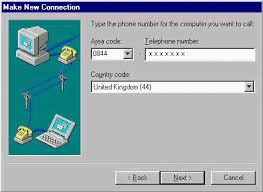 Make New Connection
Type the phone number for the computer you want to call:
Area code:
Telephone number:
0844 - xxxxxxx
Country code:
United Kingdom (44)
< Back
Next >
Cancel